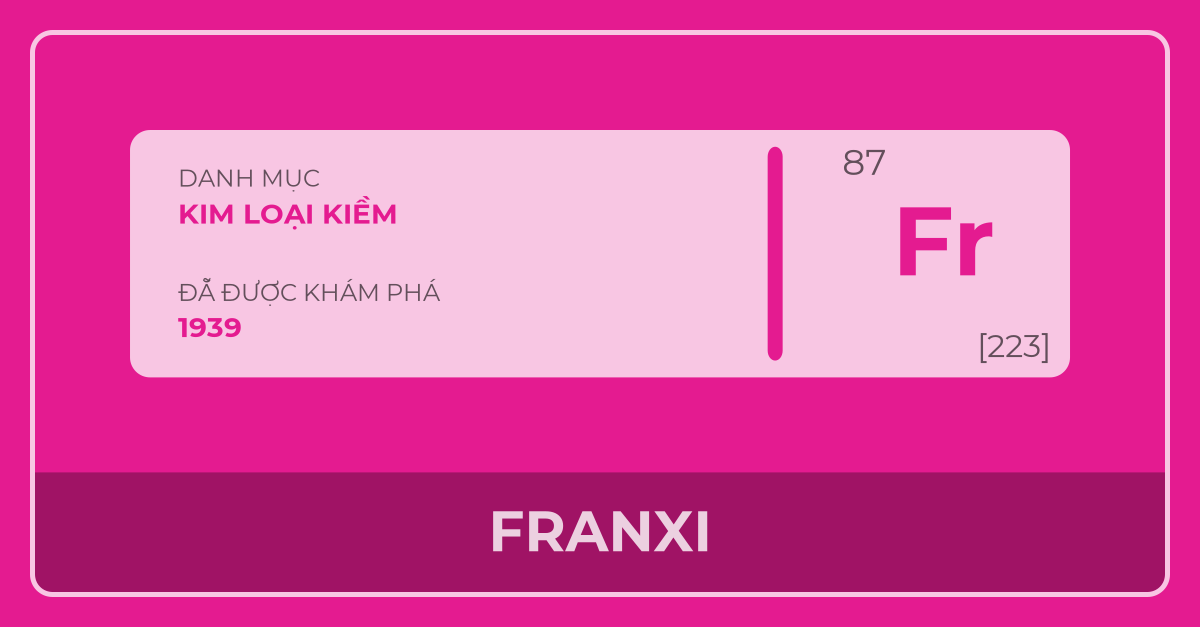 DANH MỤC
KIM LOẠI KIỀM
ĐÃ ĐƯỢC KHÁM PHÁ
1939
87
Fr
[223]
FRANXI